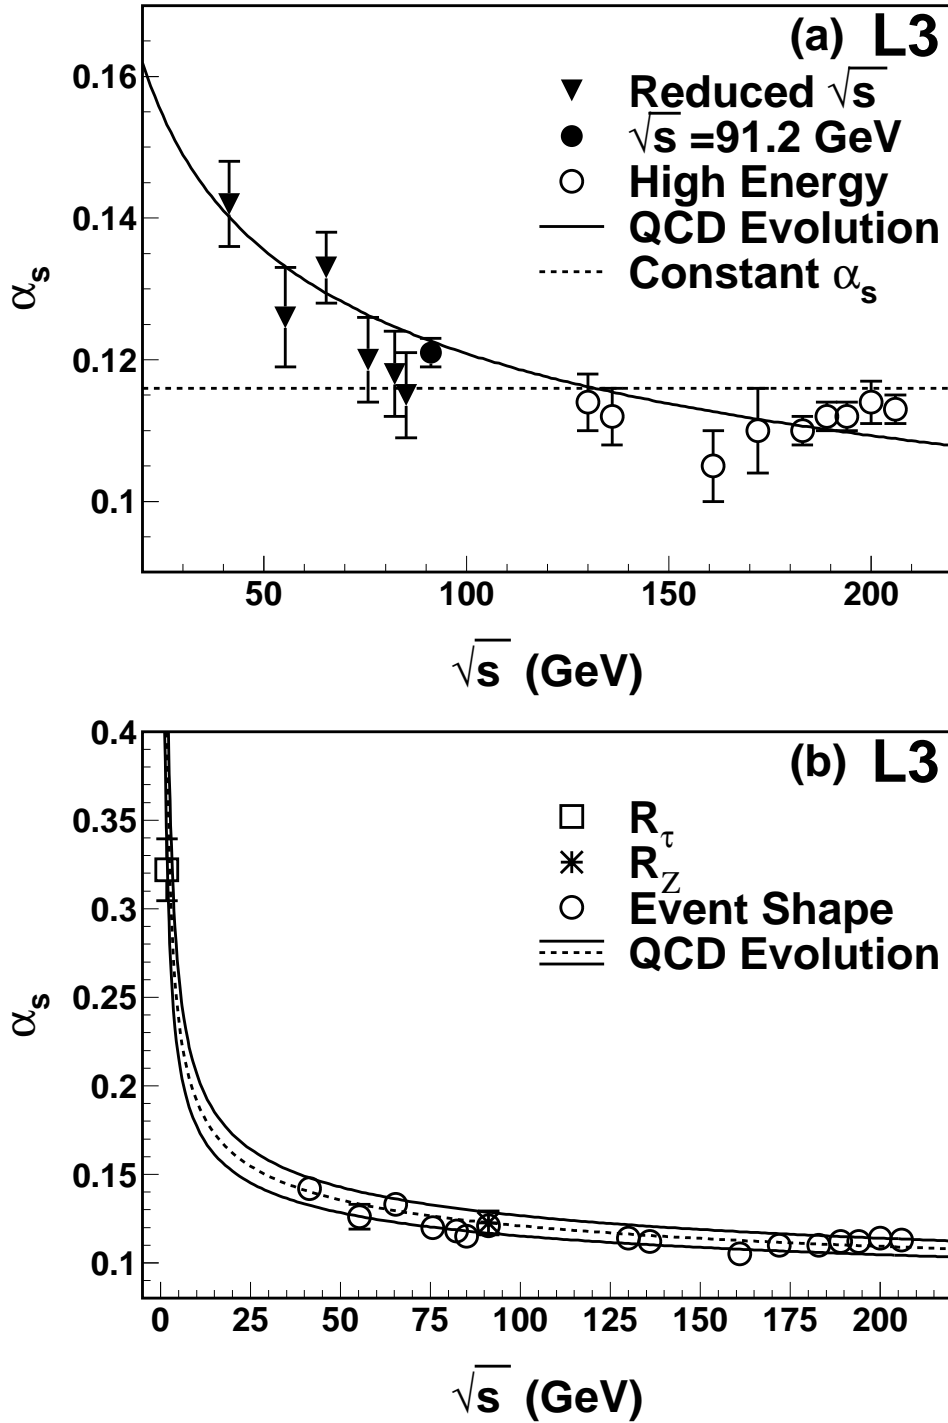 (a) L3
0.16
Reduced √s
√s =91.2 GeV
High Energy
0.14
QCD Evolution
Constant αs
αs
0.12
0.1
50 100 150 200
√s (GeV)
0.4
(b) L3
0.35
Rτ
RZ
0.3
Event Shape
QCD Evolution
0.25
αs
0.2
0.15
0.1
0 25 50 75 100 125 150 175 200
√s (GeV)